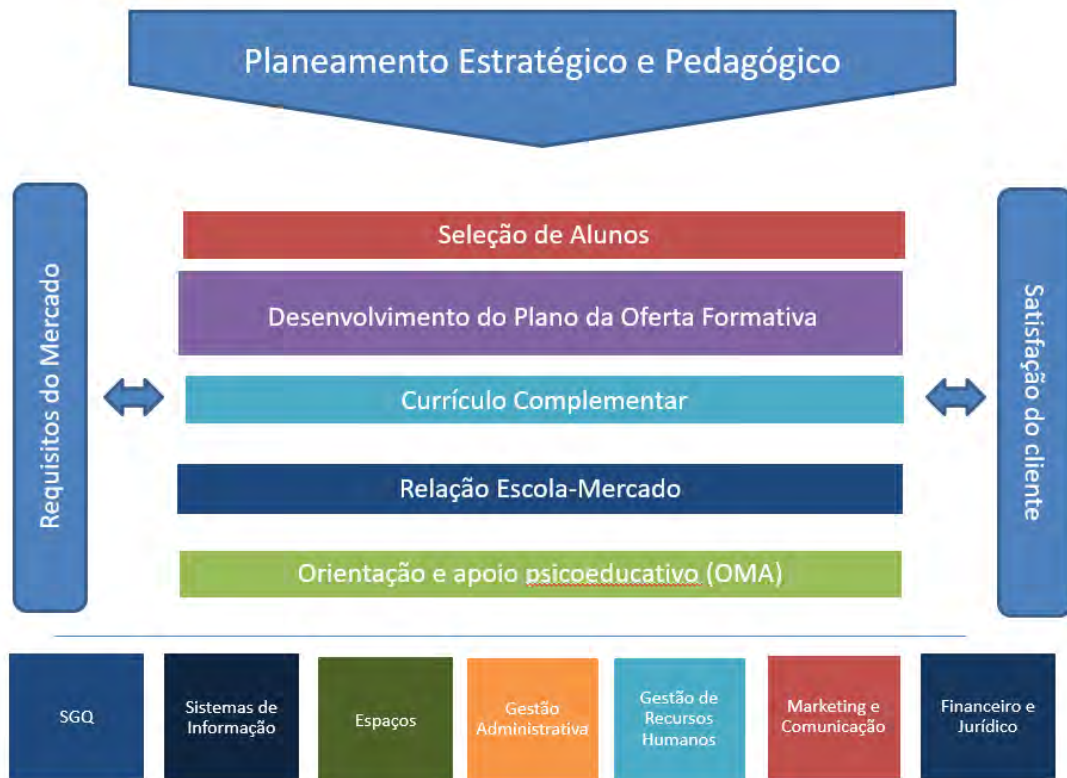 Planeamento Estratégico e Pedagógico
Requisitos do Mercado
Seleção de Alunos
Desenvolvimento do Plano da Oferta Formativa
Currículo Complementar
Relação Escola-Mercado
Orientação e apoio psicoeducativo (OMA)
Satisfação do cliente
SGQ
Sistemas de
Informação
Espaços
Gestão
Administrativa
Gestão de
Recursos
Humanos
Marketing e
Comunicação
Financeiro e
Jurídico